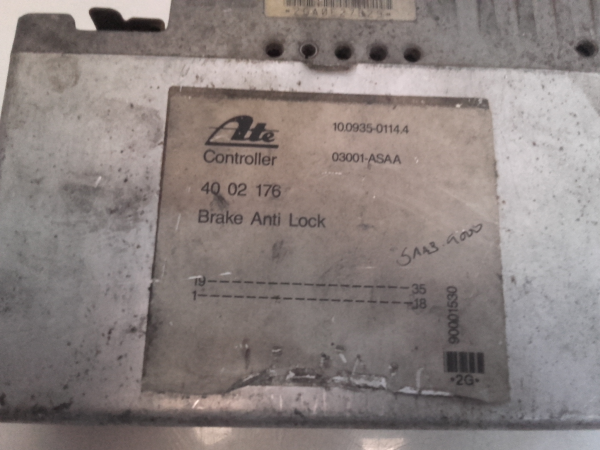 Ate
10.0935-0114.4
Controller
03001-ASAA
40 02 176
Brake Anti Lock
SAAB 9000
19 35
1 18
90001530
*2G*